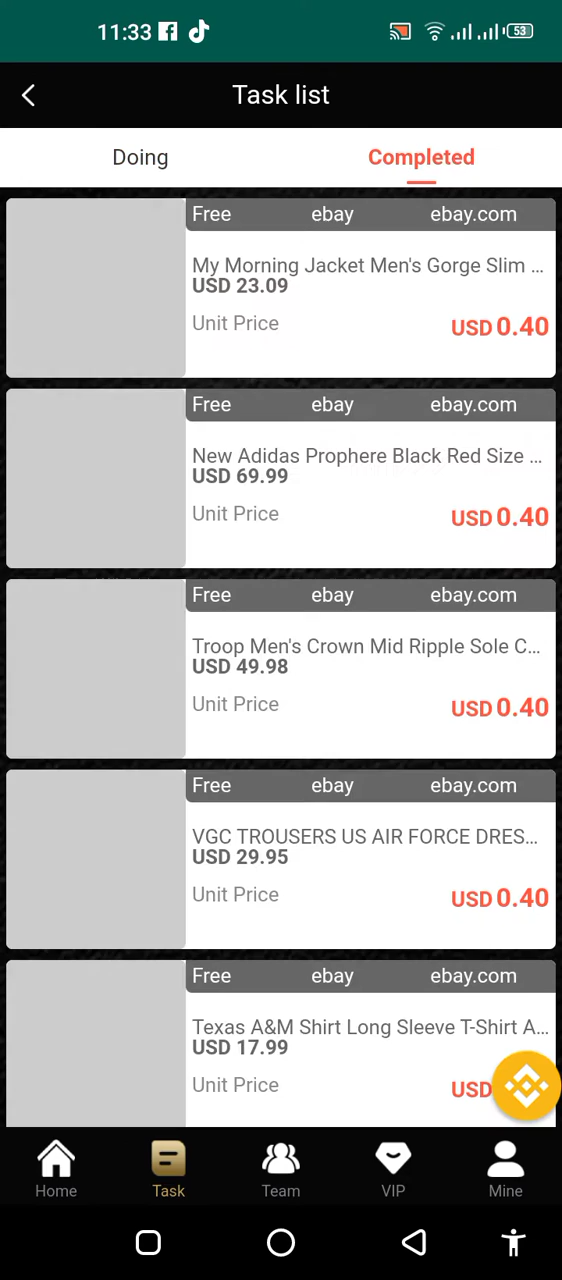 11:33
53
Task list
Doing Completed
Free ebay ebay.com
My Morning Jacket Men's Gorge Slim ...
USD 23.09
Unit Price USD 0.40
Free ebay ebay.com
New Adidas Prophere Black Red Size ...
USD 69.99
Unit Price USD 0.40
Free ebay ebay.com
Troop Men's Crown Mid Ripple Sole C...
USD 49.98
Unit Price USD 0.40
Free ebay ebay.com
VGC TROUSERS US AIR FORCE DRES...
USD 29.95
Unit Price USD 0.40
Free ebay ebay.com
Texas A&M Shirt Long Sleeve T-Shirt A...
USD 17.99
Unit Price USD
Home Task Team VIP Mine